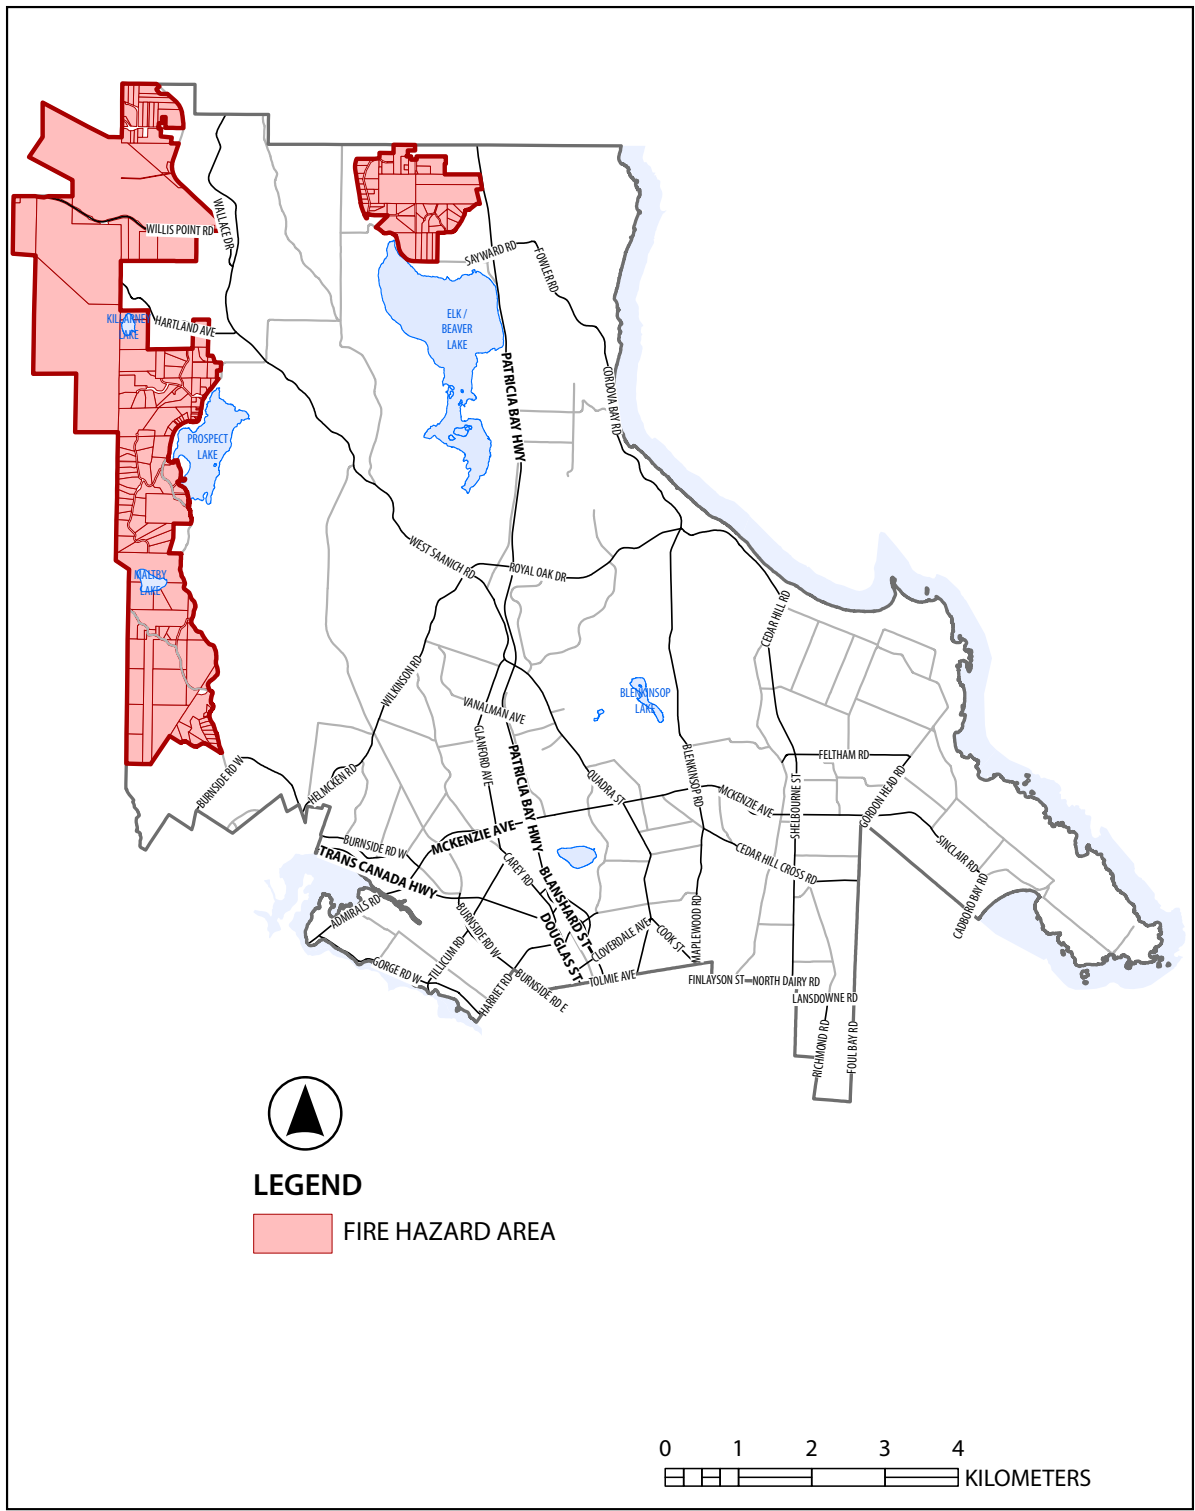 WALLACE DR
WILLIS POINT RD
SAYWARD RD
FOWLER RD
KILLARNEY
LAKE
HARTLAND AVE
ELK /
BEAVER
LAKE
PATRICIA BAY HWY
CORDOVA BAY RD
PROSPECT
LAKE
WEST SAANICH RD
ROYAL OAK DR
MALTBY
LAKE
CEDAR HILL RD
WILKINSON RD
BLENKINSOP
LAKE
VANALMAN AVE
GLANFORD AVE
PATRICIA BAY HWY
BLENKINSOP RD
FELTHAM RD
BURNSIDE RD W
HELMCKEN RD
QUADRA ST
MCKENZIE AVE
SHELBOURNE ST
GORDON HEAD RD
MCKENZIE AVE
BURNSIDE RD W
TRANS CANADA HWY
CAREY RD
CEDAR HILL CROSS RD
SINCLAIR RD
CADBORO BAY RD
BLANSHARD ST
ADMIRALS RD
BURNSIDE RD W
DOUGLAS ST
CLOVERDALE AVE
COOK ST
MAPLEWOOD RD
TILLICUM RD
GORGE RD W
HARRIET RD
BURNSIDE RD E
TOLMIE AVE
FINLAYSON ST
NORTH DAIRY RD
LANSDOWNE RD
RICHMOND RD
FOUL BAY RD
LEGEND
FIRE HAZARD AREA
0 1 2 3 4
KILOMETERS